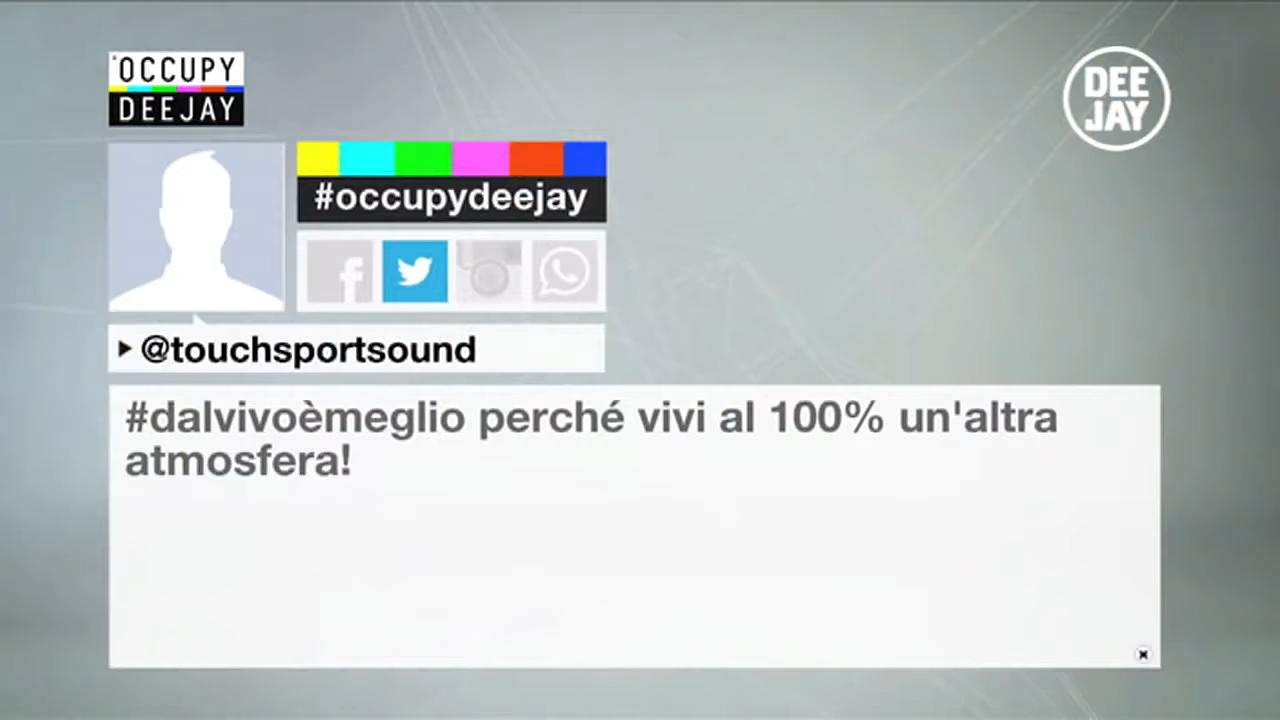 OCCUPY
DEEJAY
DEE
JAY
#occupydeejay
@touchsportsound
#dalvivoèmeglio perché vivi al 100% un'altra
atmosfera!